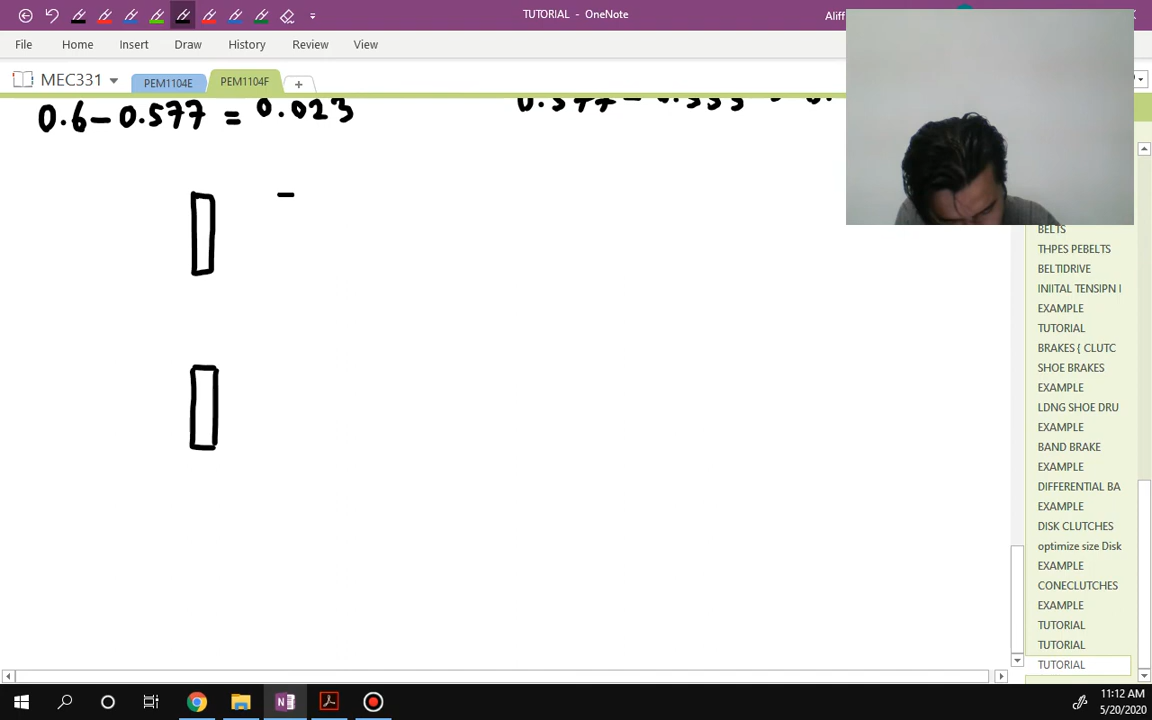 TUTORIAL - OneNote
Aliff
File Home Insert Draw History Review View
MEC331
PEM1104E
PEM1104F
0.6-0.577 = 0.023
BELTS
THPES PEBELTS
BELTIDRIVE
INIITAL TENSIPN I
EXAMPLE
TUTORIAL
BRAKES { CLUTC
SHOE BRAKES
EXAMPLE
LDNG SHOE DRU
EXAMPLE
BAND BRAKE
EXAMPLE
DIFFERENTIAL BA
EXAMPLE
DISK CLUTCHES
optimize size Disk
EXAMPLE
CONECLUTCHES
EXAMPLE
TUTORIAL
TUTORIAL
TUTORIAL
11:12 AM
5/20/2020